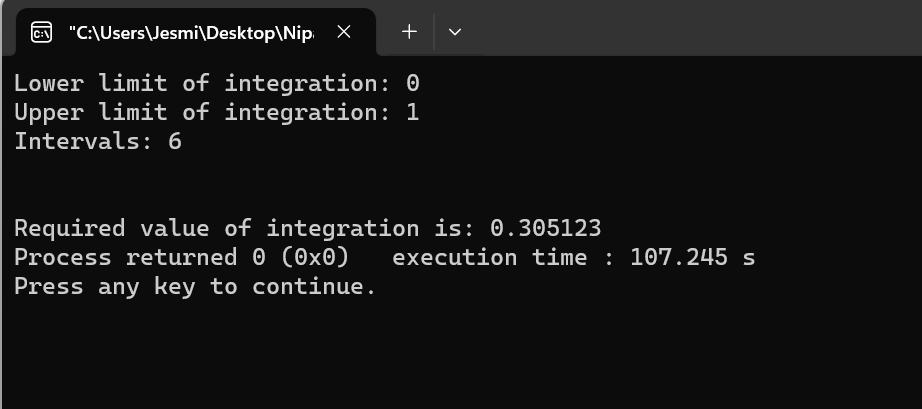 "C:\Users\Jesmi\Desktop\Nip
Lower limit of integration: 0
Upper limit of integration: 1
Intervals: 6
Required value of integration is: 0.305123
Process returned 0 (0x0)   execution time : 107.245 s
Press any key to continue.